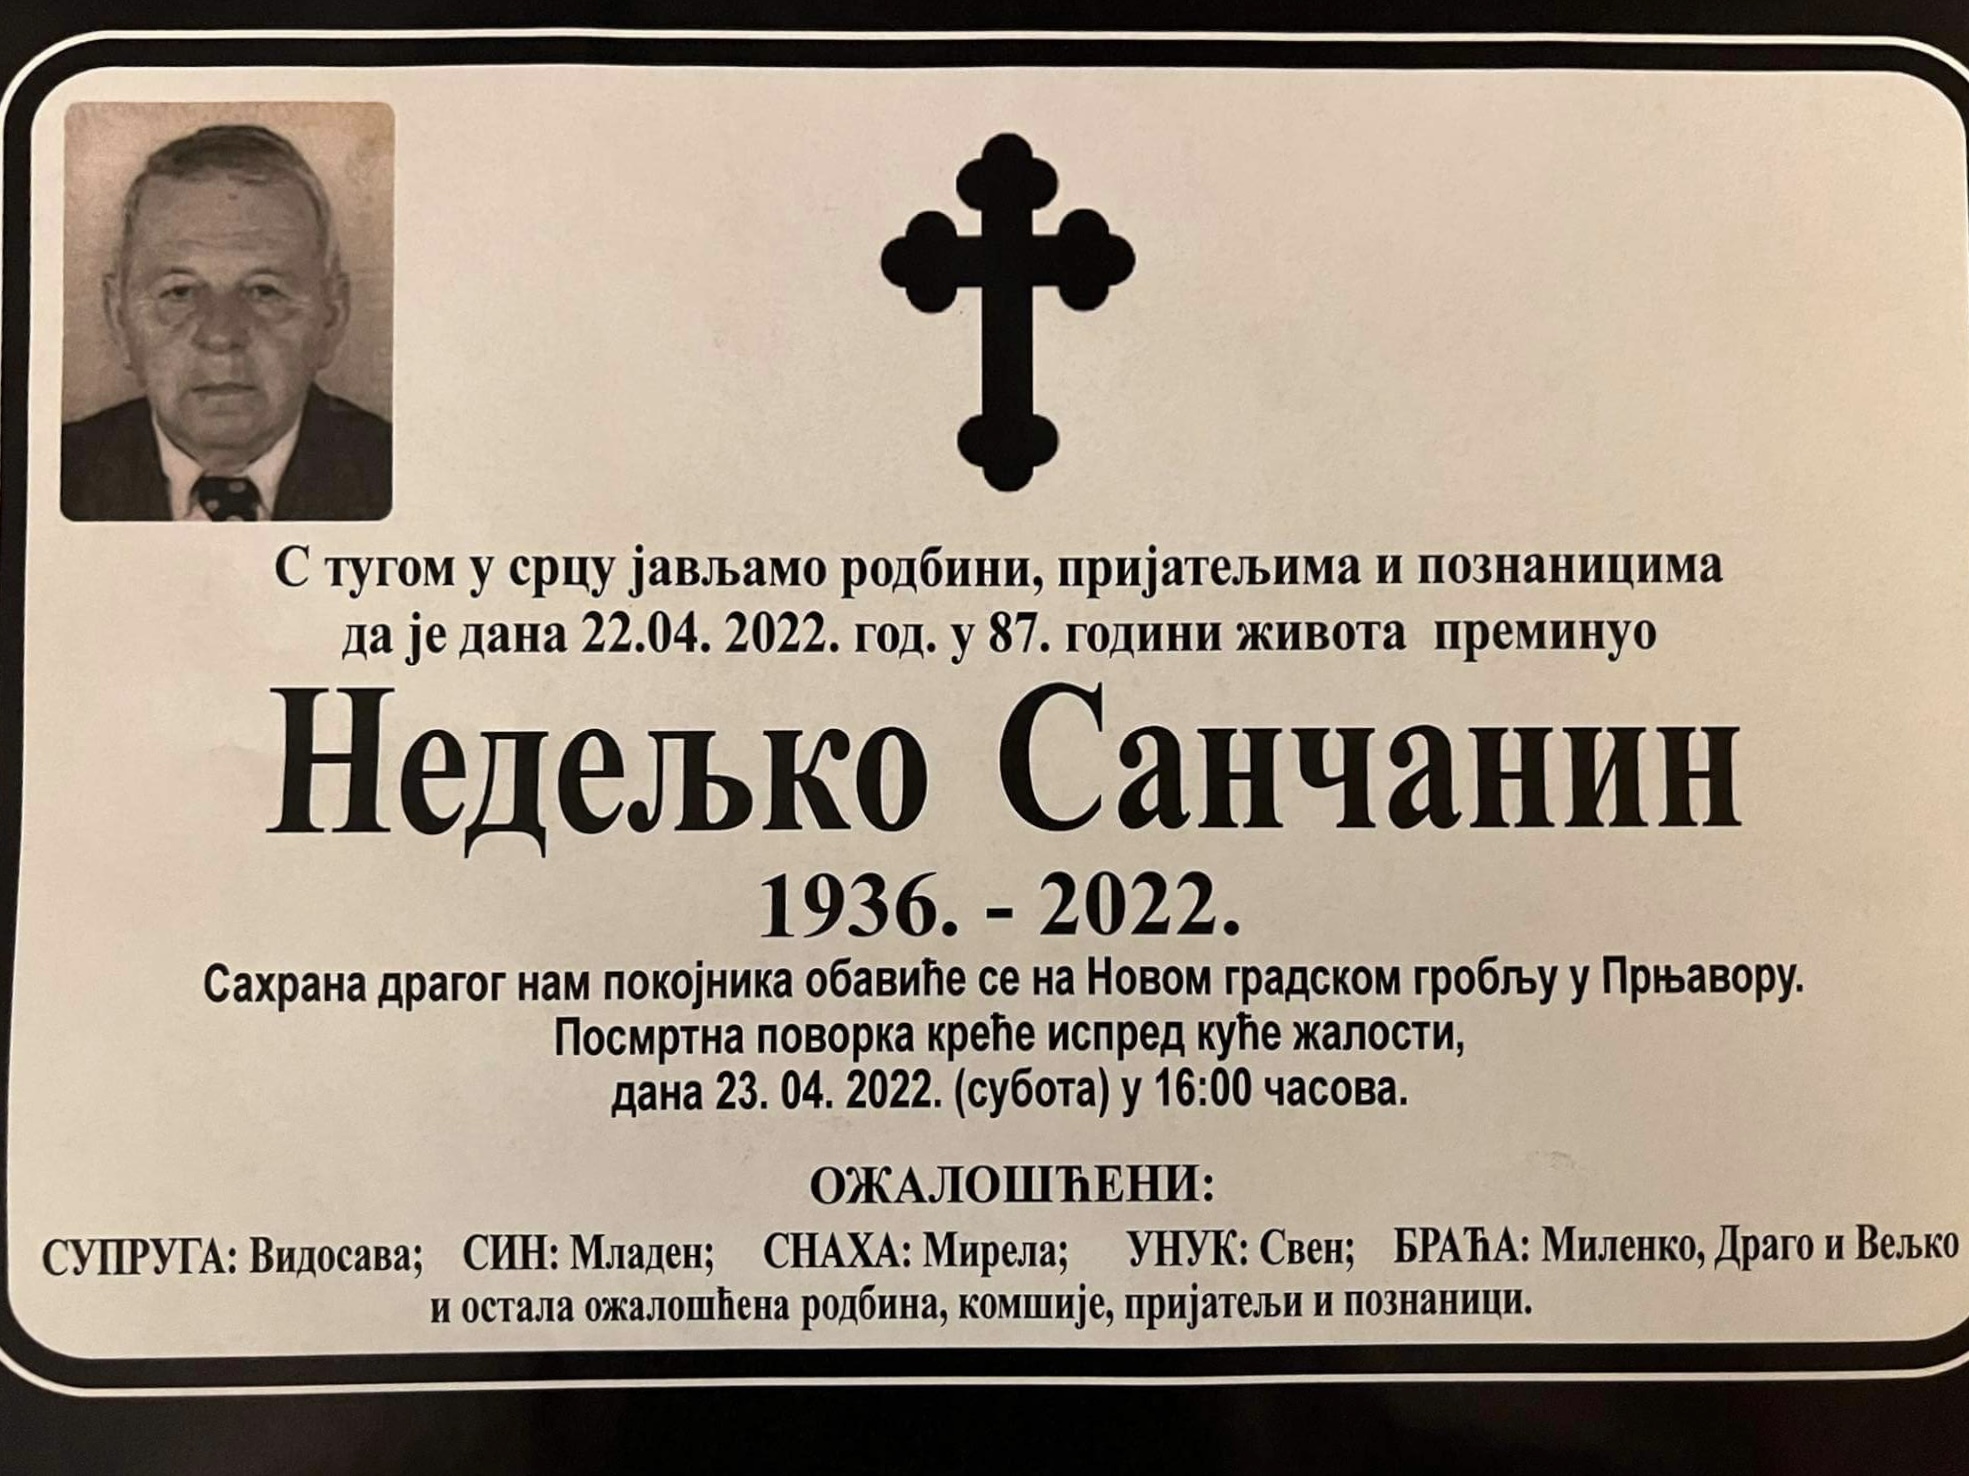 С тугом у срцу јављамо родбини, пријатељима и познаницима
да је дана 22.04. 2022. год. у 87. години живота преминуо
Недељко Санчанин
1936. - 2022.
Сахрана драгог нам покојника обавиће се на Новом градском гробљу у Прњавору.
Посмртна поворка креће испред куће жалости,
дана 23. 04. 2022. (субота) у 16:00 часова.
ОЖАЛОШЋЕНИ:
СУПРУГА: Видосава; СИН: Младен; СНАХА: Мирела; УНУК: Свен; БРАЋА: Миленко, Драго и Вељко
и остала ожалошћена родбина, комшије, пријатељи и познаници.